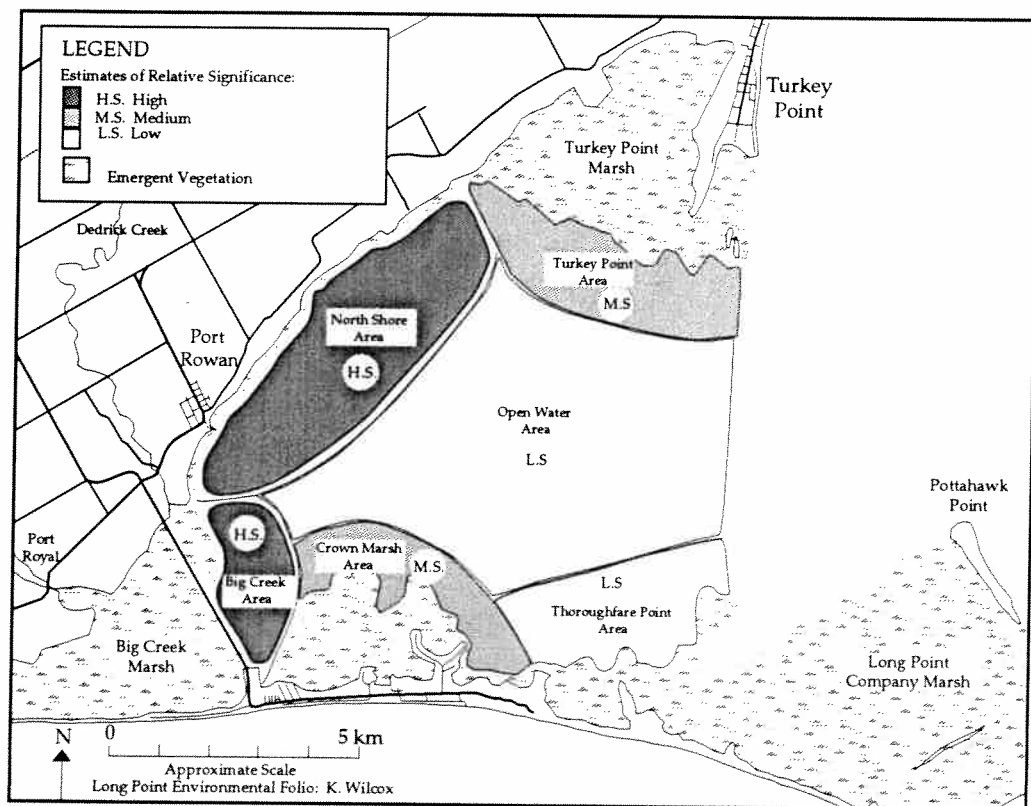 LEGEND
Estimates of Relative Significance:
H.S. High
M.S. Medium
L.S. Low
Emergent Vegetation
Turkey
Point
Turkey Point
Marsh
Dedrick Creek
Turkey Point
Area
M.S
North Shore
Area
H.S.
Port
Rowan
Open Water
Area
L.S
Pottahawk
Point
H.S.
Crown Marsh
Area
M.S.
Port
Royal
Big Creek
Area
L.S
Thoroughfare Point
Area
Big Creek
Marsh
Long Point
Company Marsh
N
0
5 km
Approximate Scale
Long Point Environmental Folio: K. Wilcox